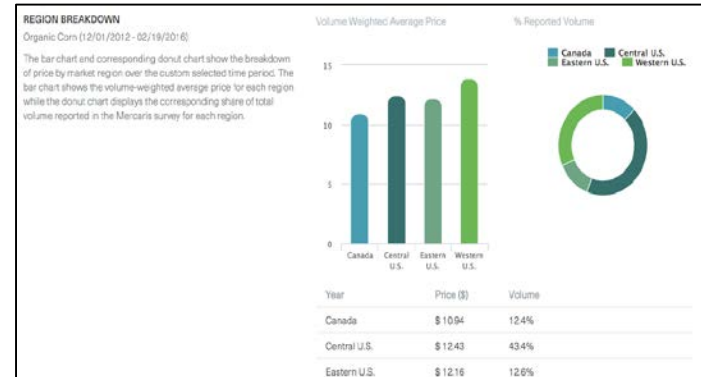 REGION BREAKDOWN
Organic Corn (12/01/2012 - 02/19/2016)
The bar chart and corresponding donut chart show the breakdown
of price by market region over the custom selected time period. The
bar chart shows the volume-weighted average price for each region
while the donut chart displays the corresponding share of total
volume reported in the Mercaris survey for each region.
Volume Weighted Average Price
15
10
5
0
Canada Central U.S. Eastern U.S. Western U.S.
% Reported Volume
Canada Central U.S.
Eastern U.S. Western U.S.
Year Price ($) Volume
Canada $ 10.94 12.4%
Central U.S. $ 12.43 43.4%
Eastern U.S. $ 12.16 12.6%